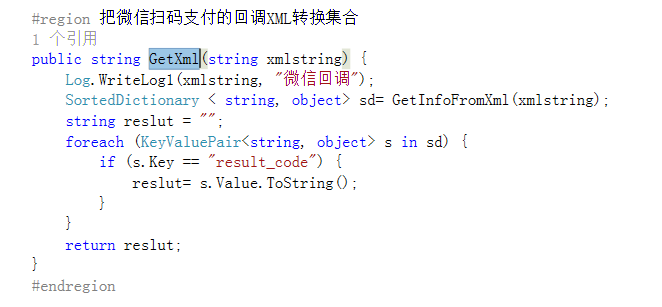 #region 把微信扫码支付的回调XML转换集合
1 个引用
public string GetXml(string xmlstring) {
Log.WriteLog1(xmlstring, "微信回调");
SortedDictionary < string, object> sd= GetInfoFromXml(xmlstring);
string reslut = "";
foreach (KeyValuePair<string, object> s in sd) {
if (s.Key == "result_code") {
reslut= s.Value.ToString();
}
}
return reslut;
}
#endregion